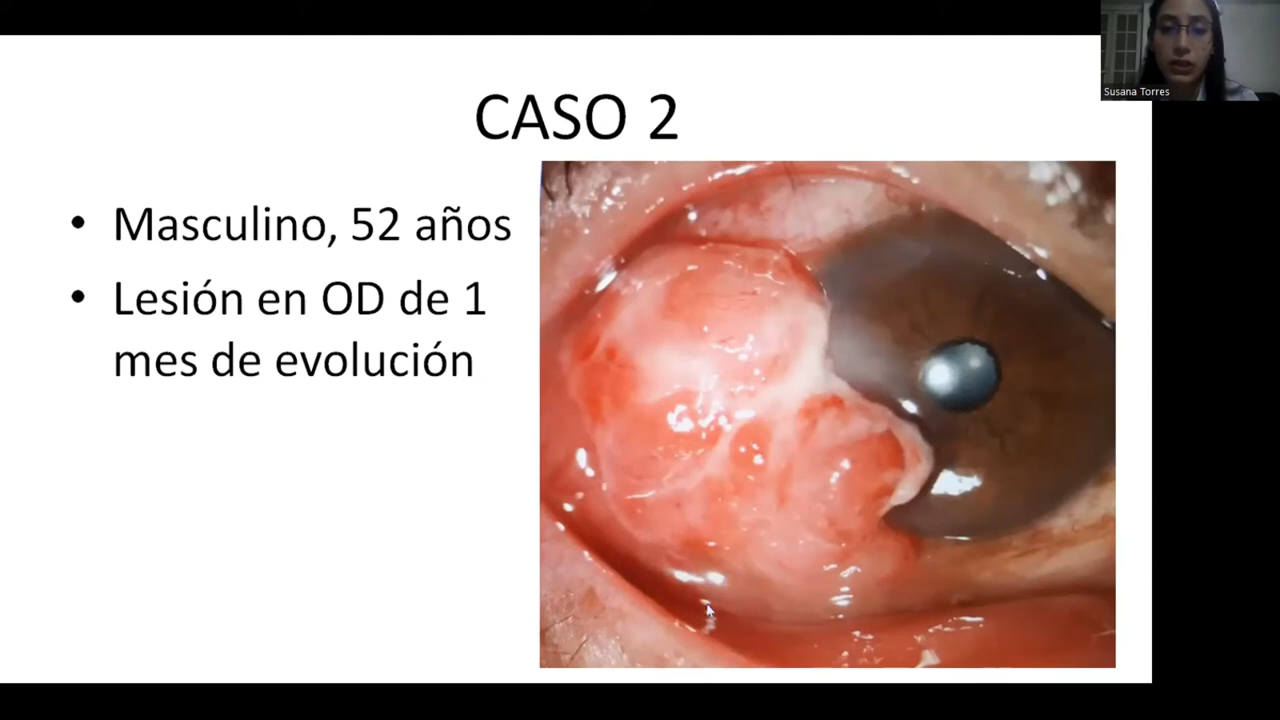 Susana Torres
CASO 2
• Masculino, 52 años
• Lesión en OD de 1
mes de evolución